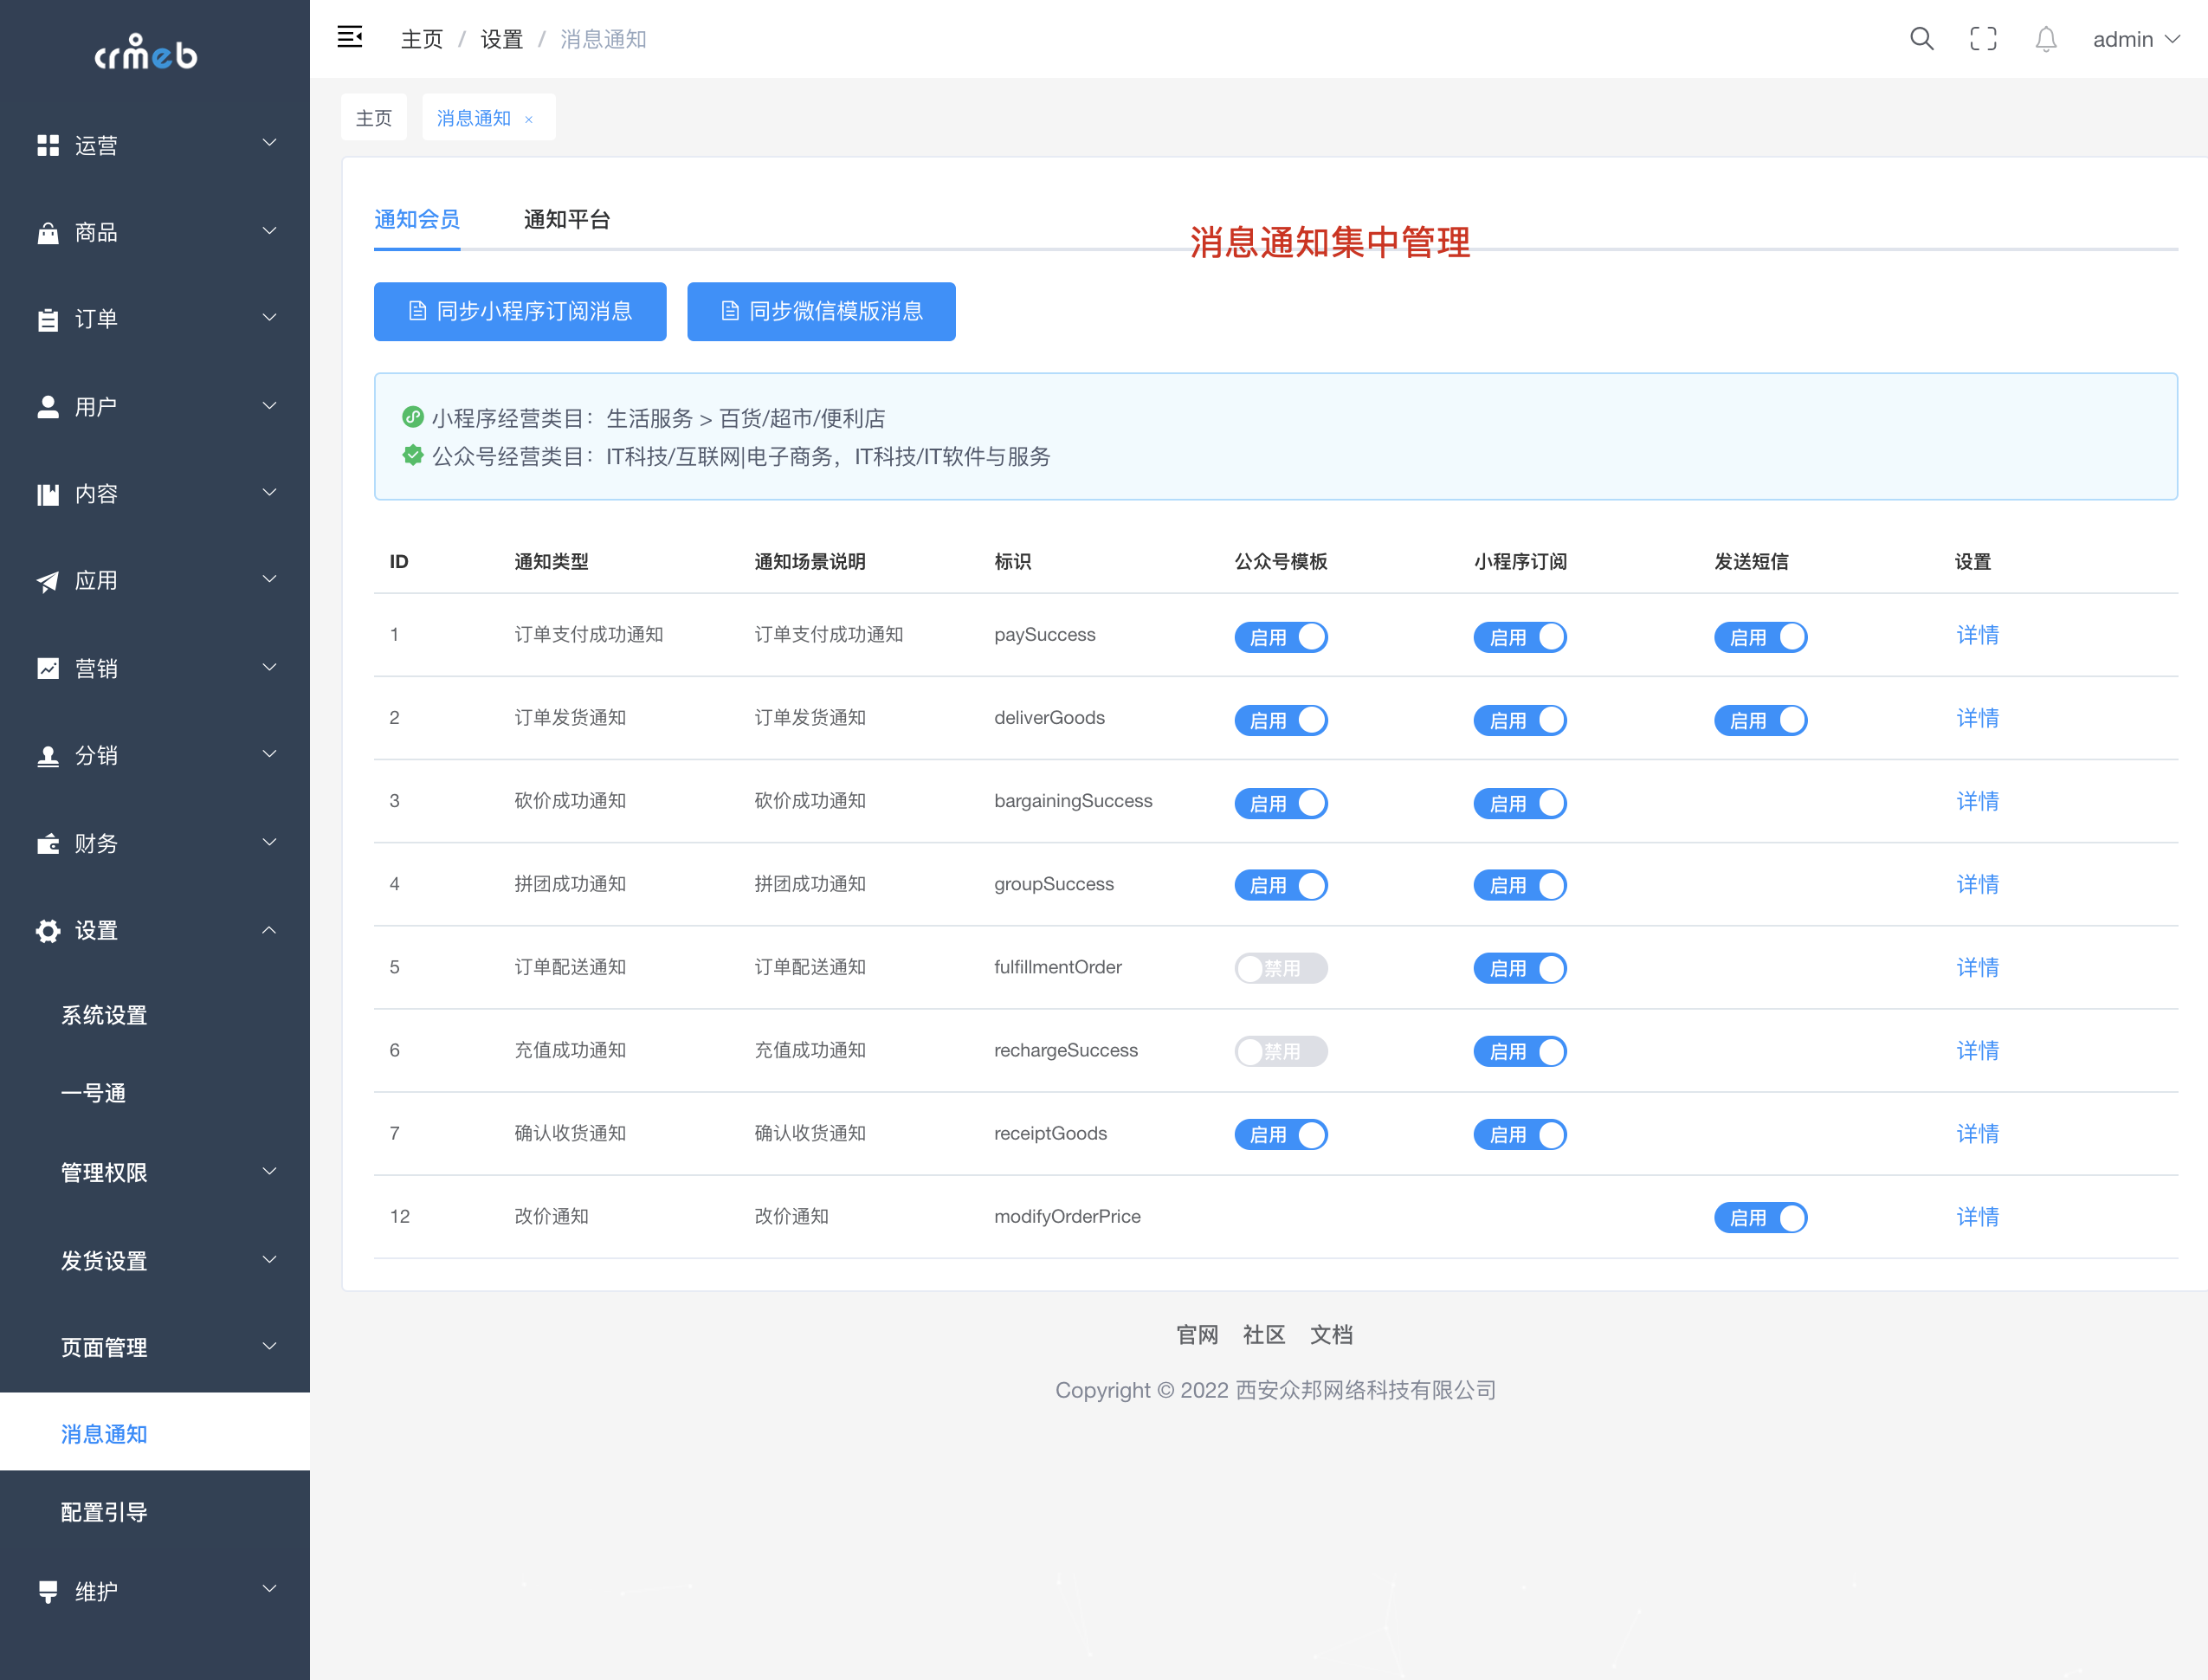 crmeb
主页 / 设置 / 消息通知
admin
主页
消息通知 ×
运营
商品
订单
用户
内容
应用
营销
分销
财务
设置
系统设置
一号通
管理权限
发货设置
页面管理
消息通知
配置引导
维护
通知会员 通知平台
消息通知集中管理
同步小程序订阅消息 同步微信模版消息
小程序经营类目：生活服务 > 百货/超市/便利店
公众号经营类目：IT科技/互联网|电子商务，IT科技/IT软件与服务
ID 通知类型 通知场景说明 标识 公众号模板 小程序订阅 发送短信 设置
1 订单支付成功通知 订单支付成功通知 paySuccess 启用 启用 启用 详情
2 订单发货通知 订单发货通知 deliverGoods 启用 启用 启用 详情
3 砍价成功通知 砍价成功通知 bargainingSuccess 启用 启用 详情
4 拼团成功通知 拼团成功通知 groupSuccess 启用 启用 详情
5 订单配送通知 订单配送通知 fulfillmentOrder 禁用 启用 详情
6 充值成功通知 充值成功通知 rechargeSuccess 禁用 启用 详情
7 确认收货通知 确认收货通知 receiptGoods 启用 启用 详情
12 改价通知 改价通知 modifyOrderPrice 启用 详情
官网 社区 文档
Copyright © 2022 西安众邦网络科技有限公司